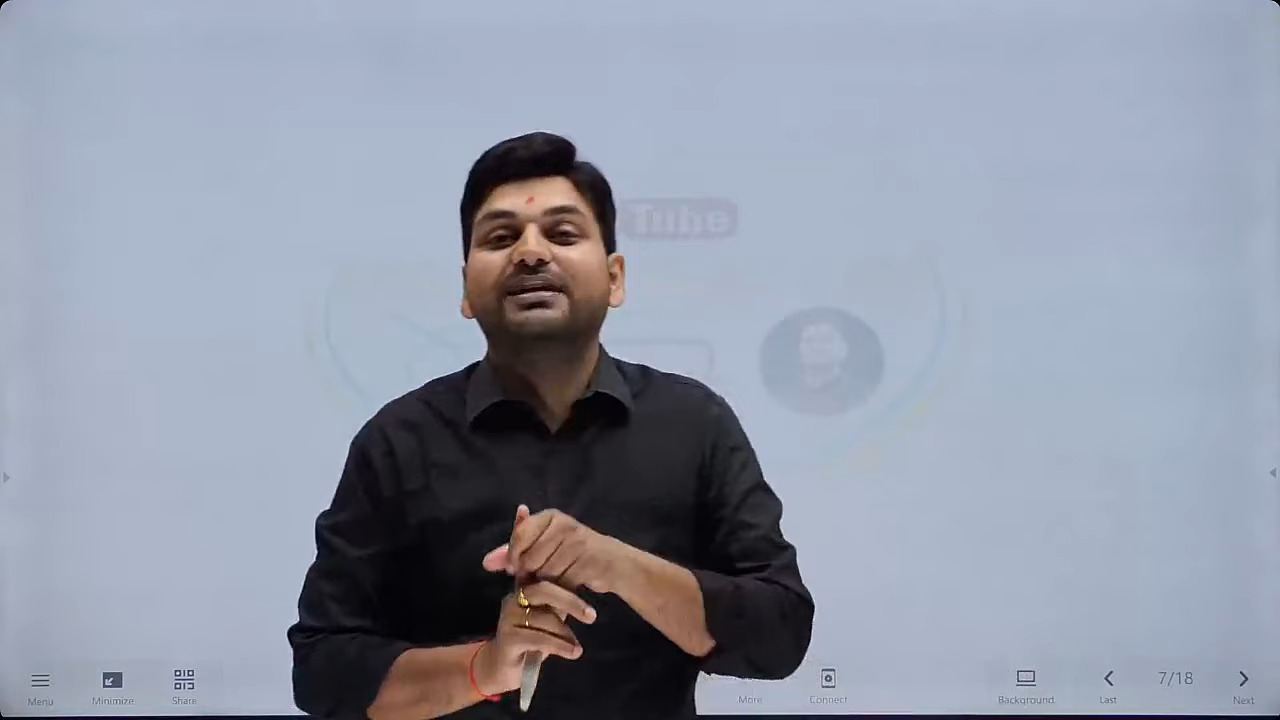 Tube
Menu
Minimize
Share
More
Connect
Background
Last
7/18
Next